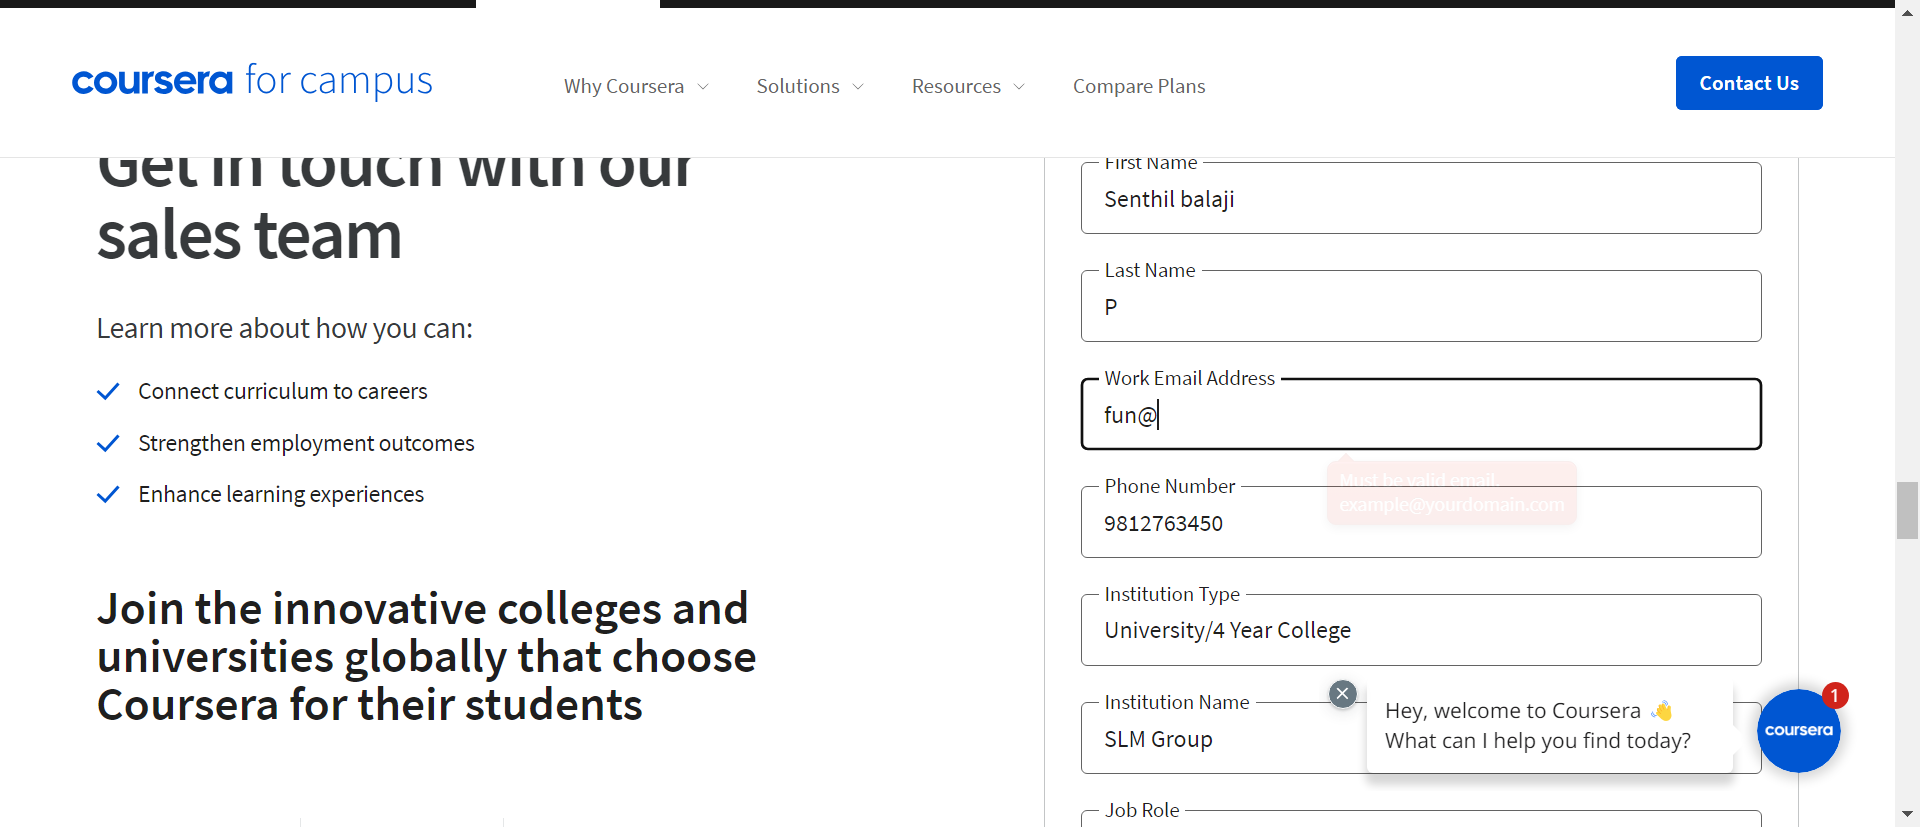 coursera for campus
Why Coursera
Solutions
Resources
Compare Plans
Contact Us
Get in touch with our
sales team
Learn more about how you can:
Connect curriculum to careers
Strengthen employment outcomes
Enhance learning experiences
Join the innovative colleges and
universities globally that choose
Coursera for their students
First Name
Senthil balaji
Last Name
P
Work Email Address
fun@
Must be valid email.
example@yourdomain.com
Phone Number
9812763450
Institution Type
University/4 Year College
Institution Name
SLM Group
Job Role
Hey, welcome to Coursera 👋
What can I help you find today?
coursera
1